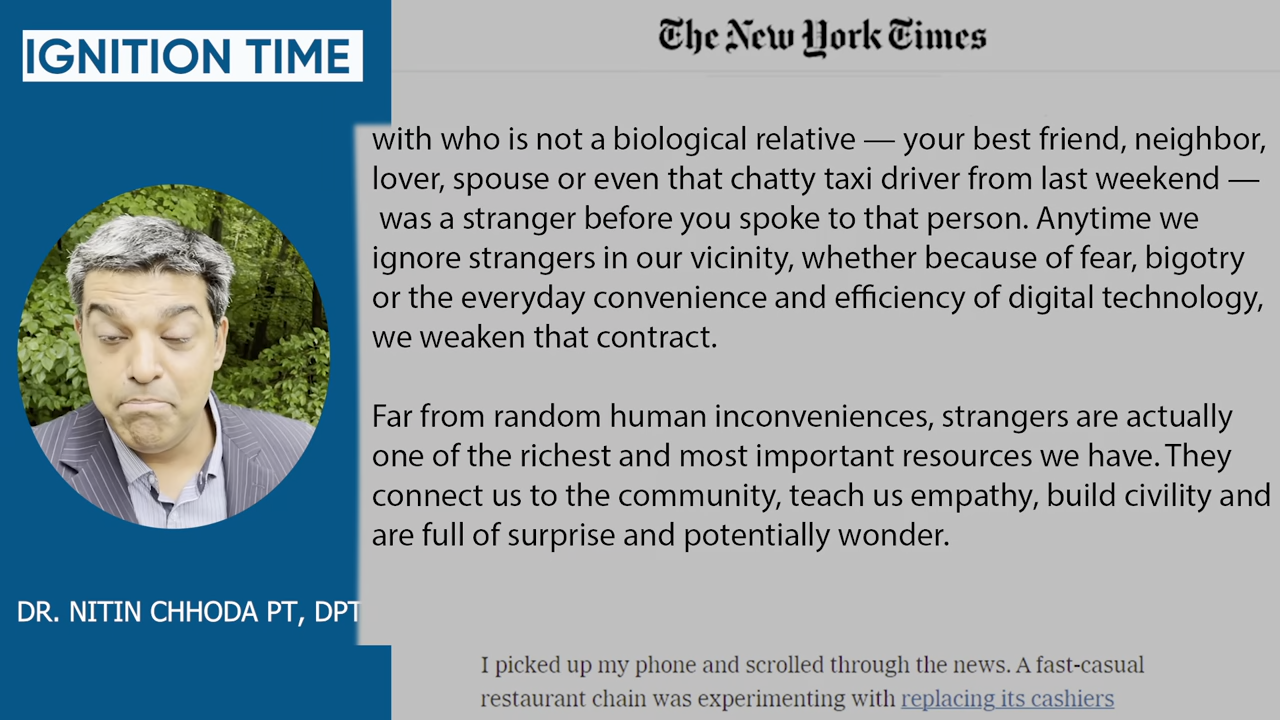 IGNITION TIME
DR. NITIN CHHODA PT, DPT
The New York Times
with who is not a biological relative — your best friend, neighbor,
lover, spouse or even that chatty taxi driver from last weekend —
was a stranger before you spoke to that person. Anytime we
ignore strangers in our vicinity, whether because of fear, bigotry
or the everyday convenience and efficiency of digital technology,
we weaken that contract.
Far from random human inconveniences, strangers are actually
one of the richest and most important resources we have. They
connect us to the community, teach us empathy, build civility and
are full of surprise and potentially wonder.
I picked up my phone and scrolled through the news. A fast-casual
restaurant chain was experimenting with replacing its cashiers